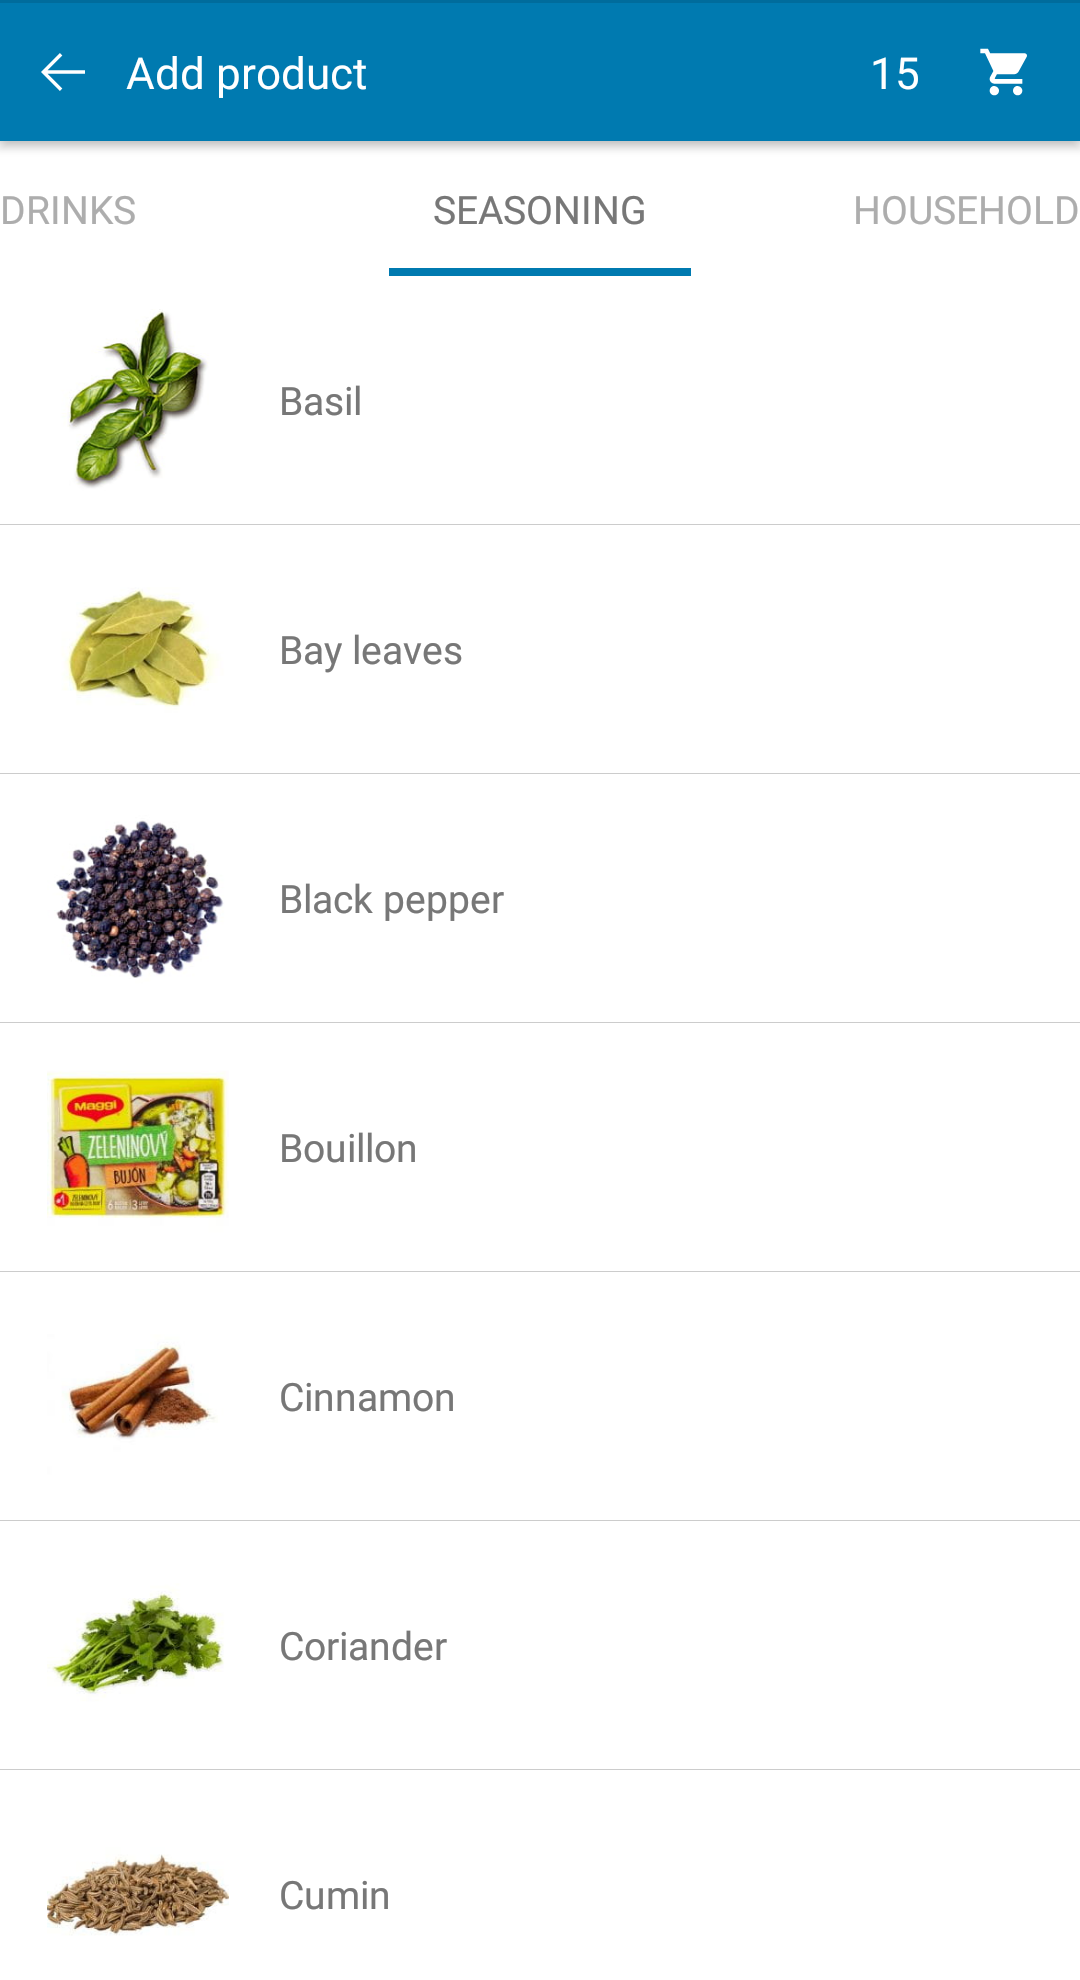 Add product 15
DRINKS SEASONING HOUSEHOLD
Basil
Bay leaves
Black pepper
Maggi
ZELENINOVÝ
BUJÓN
Bouillon
Cinnamon
Coriander
Cumin